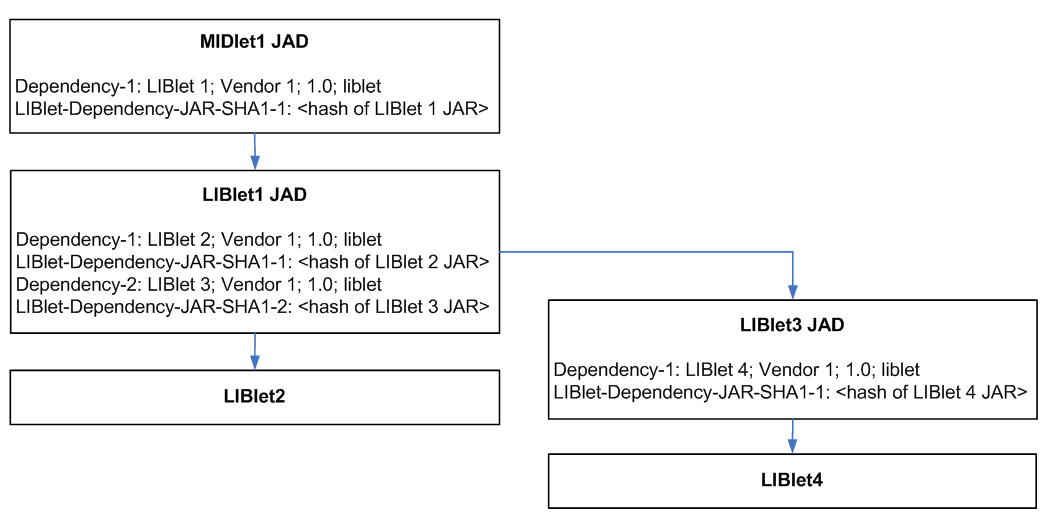 MIDlet1 JAD
Dependency-1: LIBlet 1; Vendor 1; 1.0; liblet
LIBlet-Dependency-JAR-SHA1-1: <hash of LIBlet 1 JAR>
LIBlet1 JAD
Dependency-1: LIBlet 2; Vendor 1; 1.0; liblet
LIBlet-Dependency-JAR-SHA1-1: <hash of LIBlet 2 JAR>
Dependency-2: LIBlet 3; Vendor 1; 1.0; liblet
LIBlet-Dependency-JAR-SHA1-2: <hash of LIBlet 3 JAR>
LIBlet2
LIBlet3 JAD
Dependency-1: LIBlet 4; Vendor 1; 1.0; liblet
LIBlet-Dependency-JAR-SHA1-1: <hash of LIBlet 4 JAR>
LIBlet4